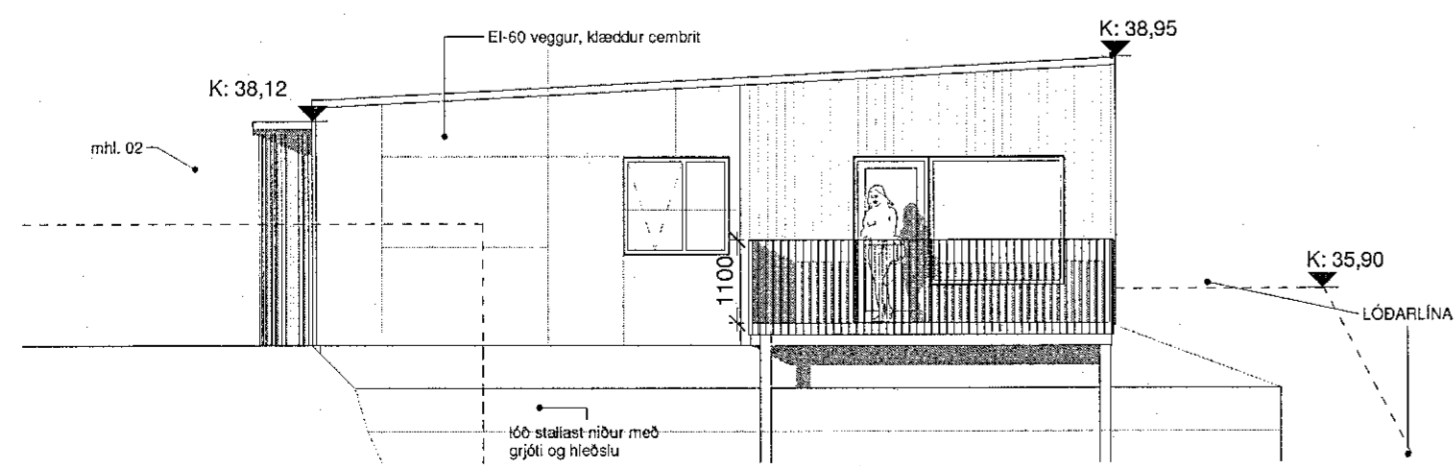 K: 38,95
EI-60 veggur, klæddur cembrit
K: 38,12
mhl. 02
K: 35,90
1100
LÓÐARLÍNA
lóð stallast niður með
grjóti og hleðslu